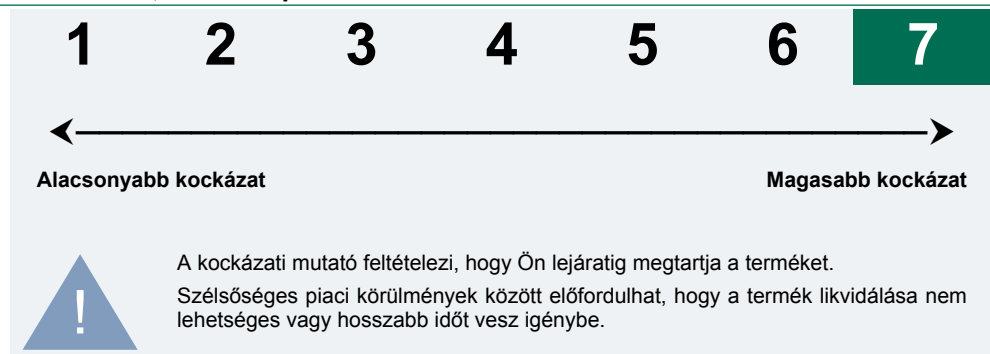 1 2 3 4 5 6 7
Alacsonyabb kockázat Magasabb kockázat
A kockázati mutató feltételezi, hogy Ön lejáratig megtartja a terméket.
Szélsőséges piaci körülmények között előfordulhat, hogy a termék likvidálása nem
lehetséges vagy hosszabb időt vesz igénybe.
!